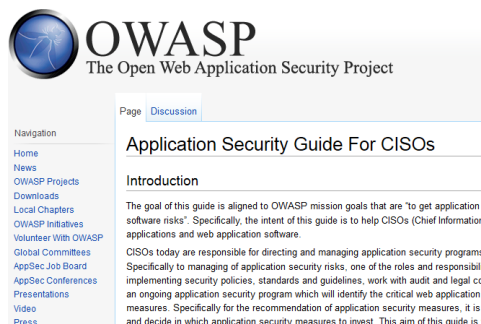 OWASP
The Open Web Application Security Project
Page Discussion
Navigation
Home
News
OWASP Projects
Downloads
Local Chapters
OWASP Initiatives
Volunteer With OWASP
Global Committees
AppSec Job Board
AppSec Conferences
Presentations
Video
Press
Application Security Guide For CISOs
Introduction
The goal of this guide is aligned to OWASP mission goals that are "to get application
software risks". Specifically, the intent of this guide is to help CISOs (Chief Information
applications and web application software.
CISOs today are responsible for directing and managing application security programs
Specifically to managing of application security risks, one of the roles and
implementing security policies, standards and guidelines, work with audit and legal
an ongoing application security program which will identify the critical web application
measures. Specifically for the recommendation of application security measures, it is
and decide in which application security measures to invest. This aim of this guide is